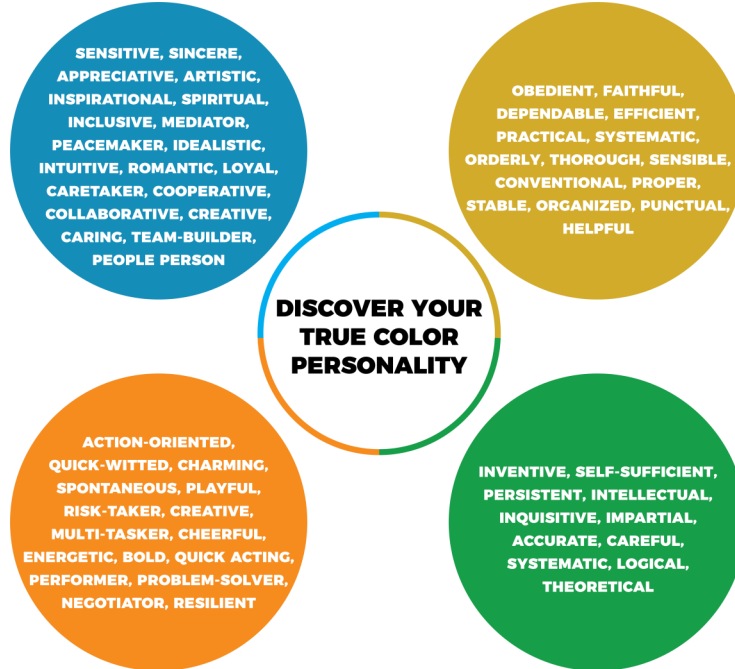 SENSITIVE, SINCERE,
APPRECIATIVE, ARTISTIC,
INSPIRATIONAL, SPIRITUAL,
INCLUSIVE, MEDIATOR,
PEACEMAKER, IDEALISTIC,
INTUITIVE, ROMANTIC, LOYAL,
CARETAKER, COOPERATIVE,
COLLABORATIVE, CREATIVE,
CARING, TEAM-BUILDER,
PEOPLE PERSON
OBEDIENT, FAITHFUL,
DEPENDABLE, EFFICIENT,
PRACTICAL, SYSTEMATIC,
ORDERLY, THOROUGH, SENSIBLE,
CONVENTIONAL, PROPER,
STABLE, ORGANIZED, PUNCTUAL,
HELPFUL
DISCOVER YOUR
TRUE COLOR
PERSONALITY
ACTION-ORIENTED,
QUICK-WITTED, CHARMING,
SPONTANEOUS, PLAYFUL,
RISK-TAKER, CREATIVE,
MULTI-TASKER, CHEERFUL,
ENERGETIC, BOLD, QUICK ACTING,
PERFORMER, PROBLEM-SOLVER,
NEGOTIATOR, RESILIENT
INVENTIVE, SELF-SUFFICIENT,
PERSISTENT, INTELLECTUAL,
INQUISITIVE, IMPARTIAL,
ACCURATE, CAREFUL,
SYSTEMATIC, LOGICAL,
THEORETICAL